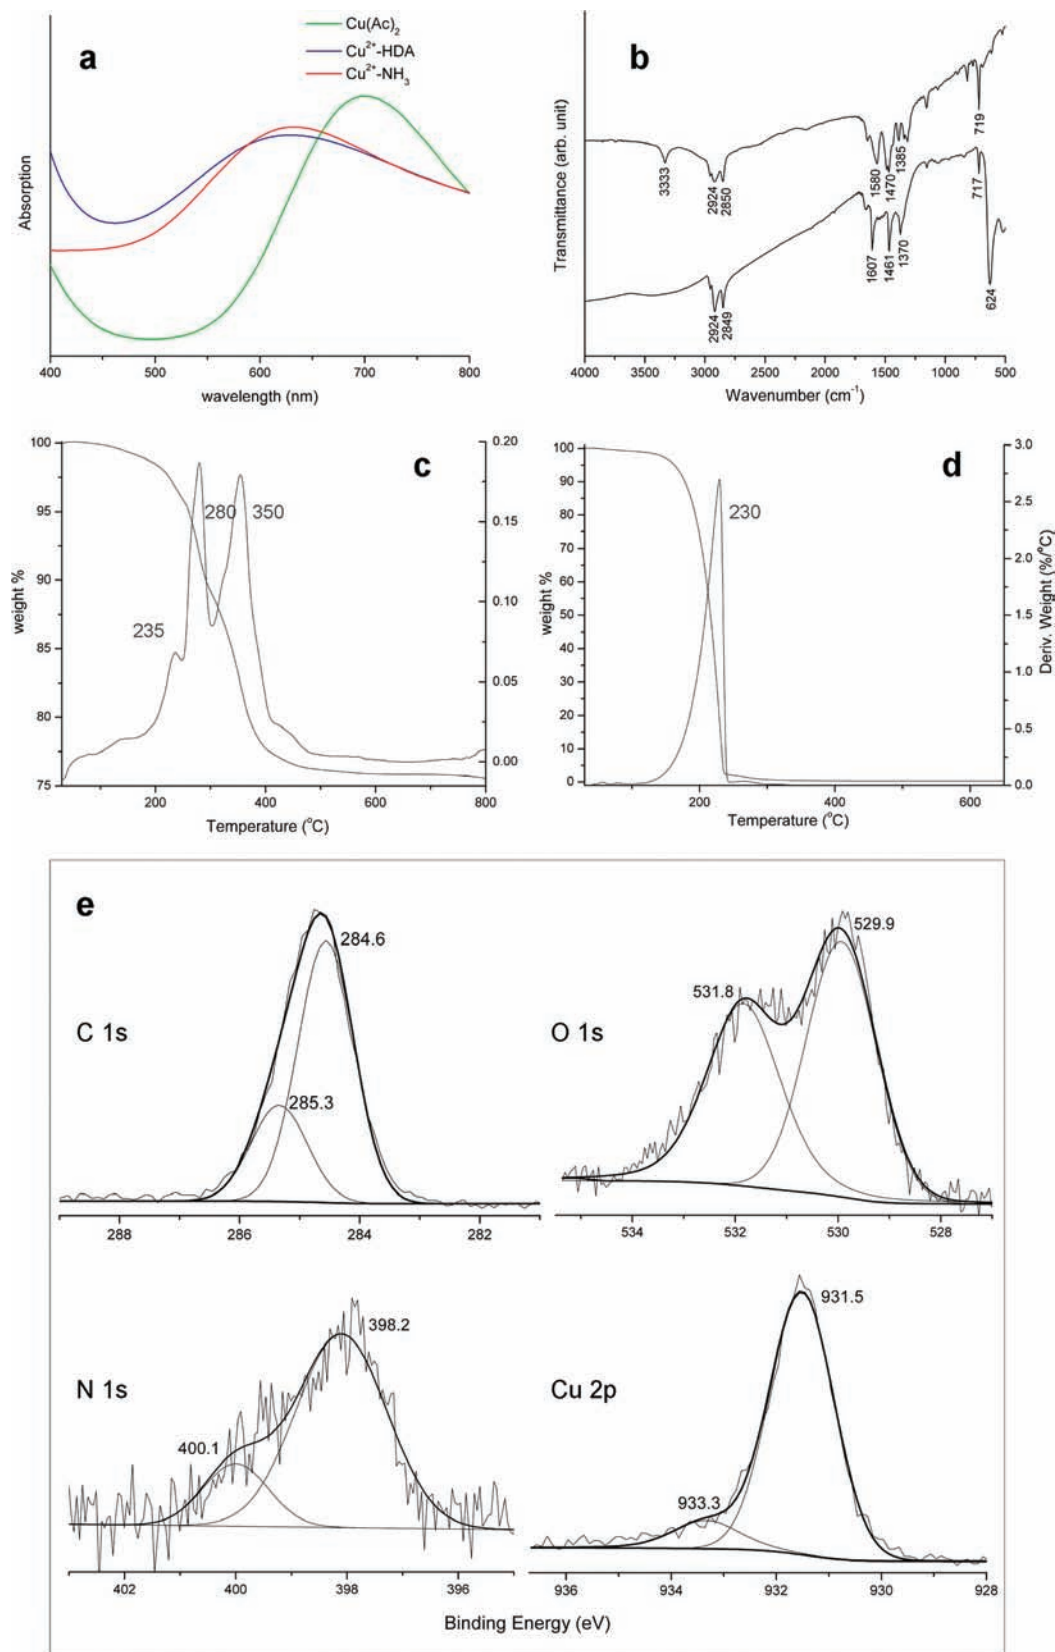 a
Cu(Ac)2
Cu2+-HDA
Cu2+-NH3
Absorption
400 500 600 700 800
wavelength (nm)
b
Transmittance (arb. unit)
3333
2924
2850
1580
1470
1385
719
2924
2849
1607
1461
1370
717
624
4000 3500 3000 2500 2000 1500 1000 500
Wavenumber (cm-1)
c
weight %
100
95
90
85
80
75
0.20
0.15
0.10
0.05
0.00
235
280
350
200 400 600 800
Temperature (oC)
d
weight %
100
90
80
70
60
50
40
30
20
10
0
230
3.0
2.5
2.0
1.5
1.0
0.5
0.0
Deriv. Weight (%/oC)
200 400 600
Temperature (oC)
e
C 1s
284.6
285.3
288 286 284 282
O 1s
529.9
531.8
534 532 530 528
N 1s
398.2
400.1
402 400 398 396
Cu 2p
931.5
933.3
936 934 932 930 928
Binding Energy (eV)